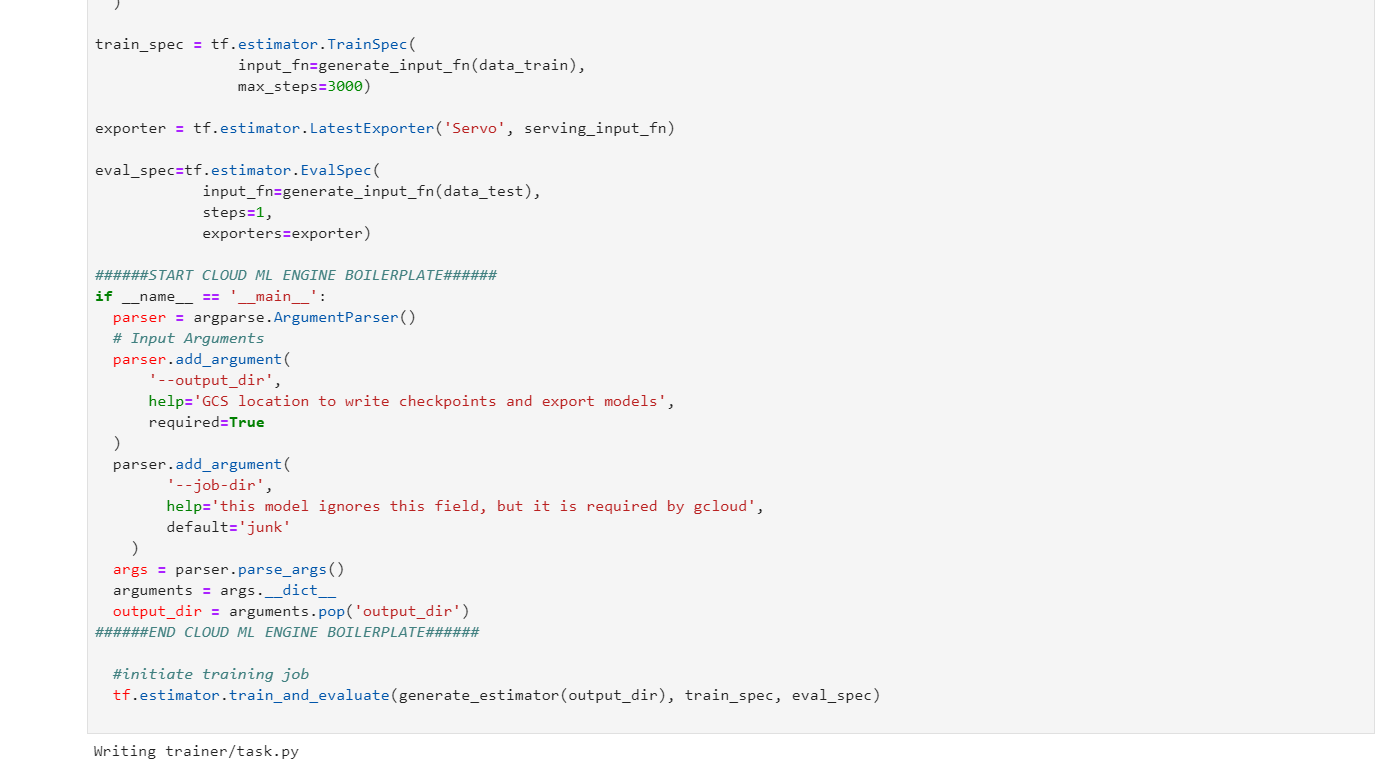 )
train_spec = tf.estimator.TrainSpec(
                input_fn=generate_input_fn(data_train),
                max_steps=3000)
exporter = tf.estimator.LatestExporter('Servo', serving_input_fn)
eval_spec=tf.estimator.EvalSpec(
            input_fn=generate_input_fn(data_test),
            steps=1,
            exporters=exporter)
######START CLOUD ML ENGINE BOILERPLATE######
if __name__ == '__main__':
  parser = argparse.ArgumentParser()
  # Input Arguments
  parser.add_argument(
      '--output_dir',
      help='GCS location to write checkpoints and export models',
      required=True
  )
  parser.add_argument(
        '--job-dir',
        help='this model ignores this field, but it is required by gcloud',
        default='junk'
    )
  args = parser.parse_args()
  arguments = args.__dict__
  output_dir = arguments.pop('output_dir')
######END CLOUD ML ENGINE BOILERPLATE######
  #initiate training job
  tf.estimator.train_and_evaluate(generate_estimator(output_dir), train_spec, eval_spec)
Writing trainer/task.py